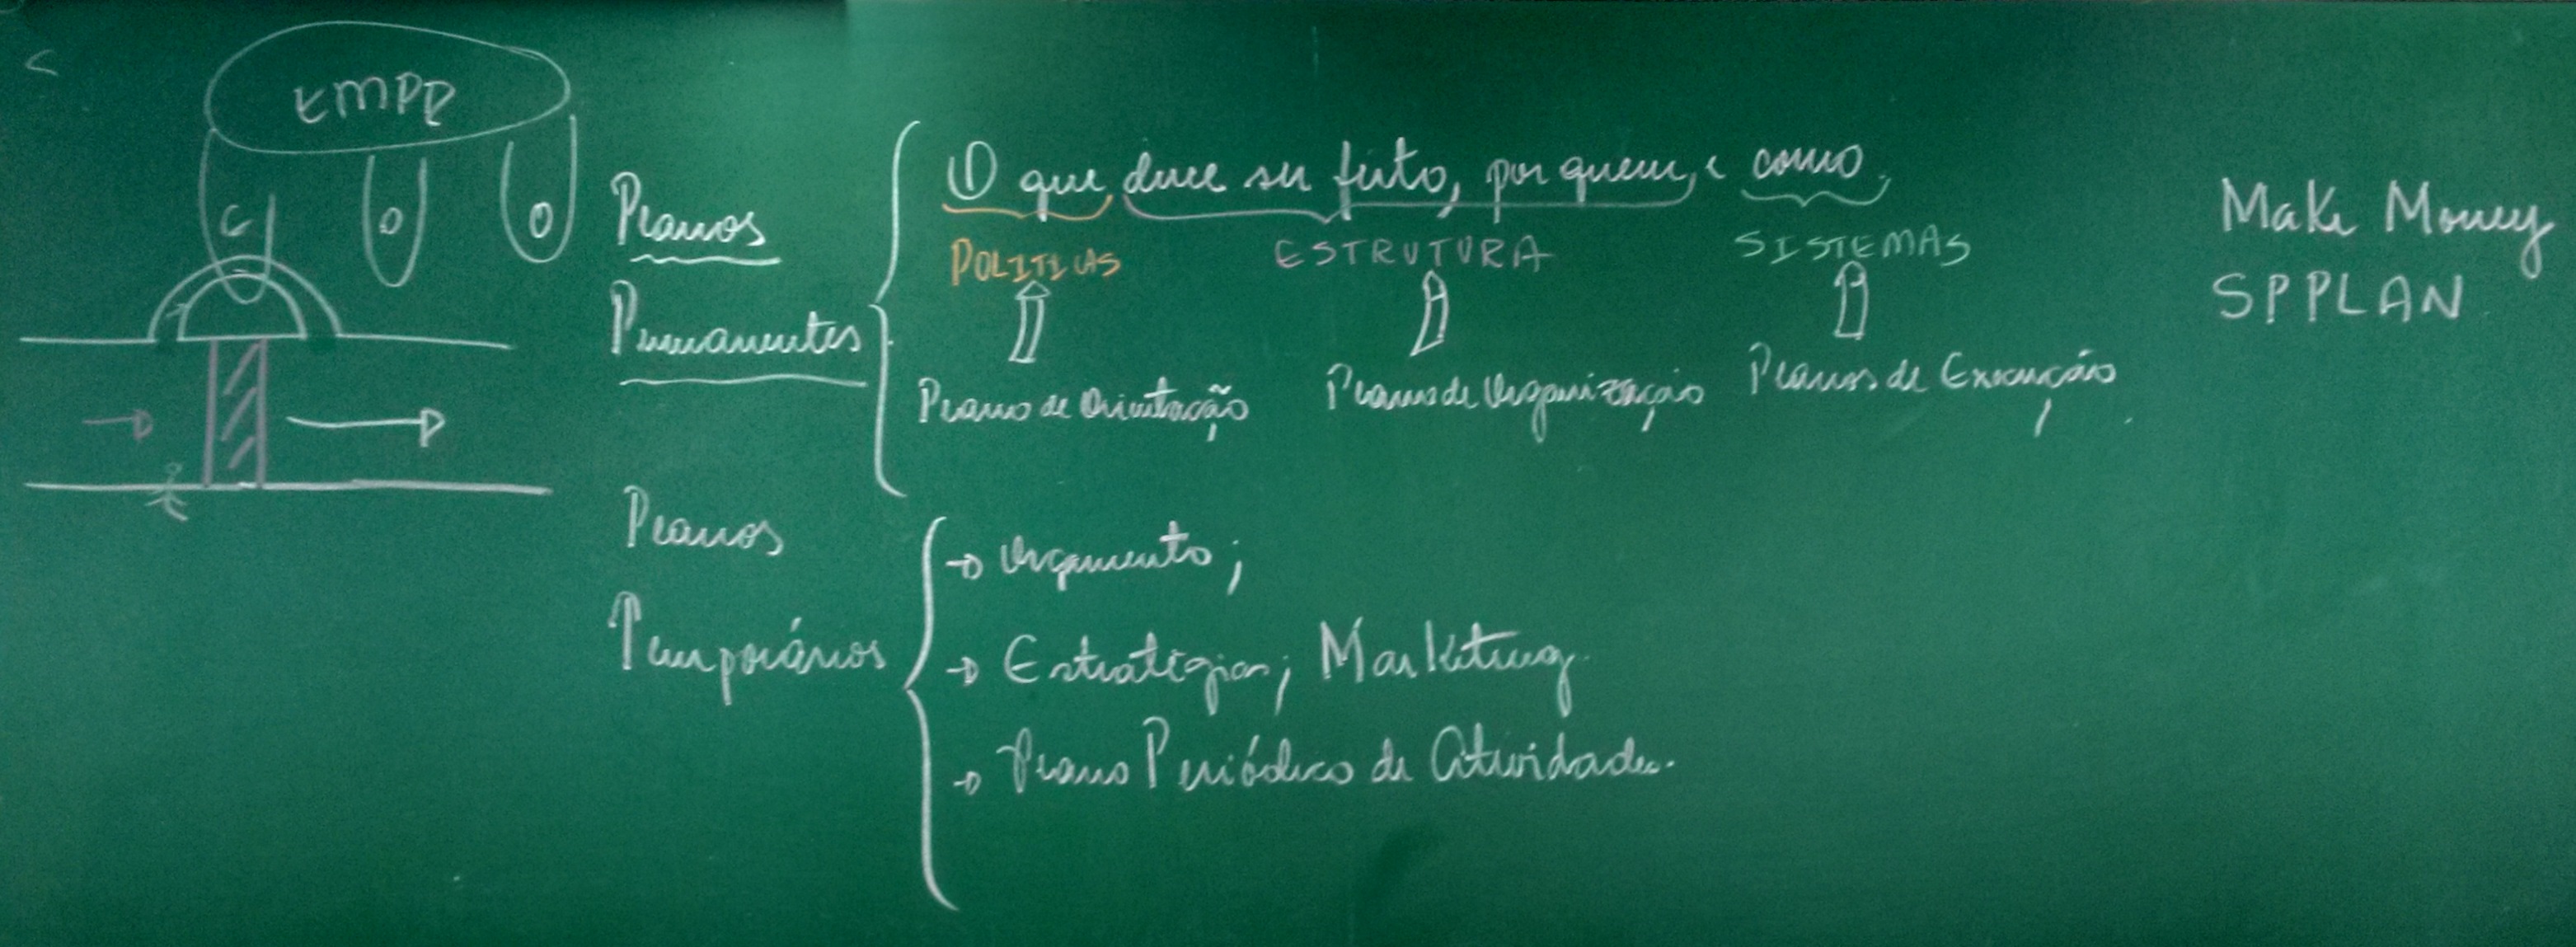 EMPR
C
O
O
Planos
Permanentes
O que deve ser feito, por quem, e como.
POLITICAS
ESTRUTURA
SISTEMAS
Plano de Orientação
Planos de Organização
Planos de Execução
Make Money
SPPLAN
Planos
Temporários
→ Orçamento;
→ Estratégias; Marketing.
→ Plano Periódico de Atividades.